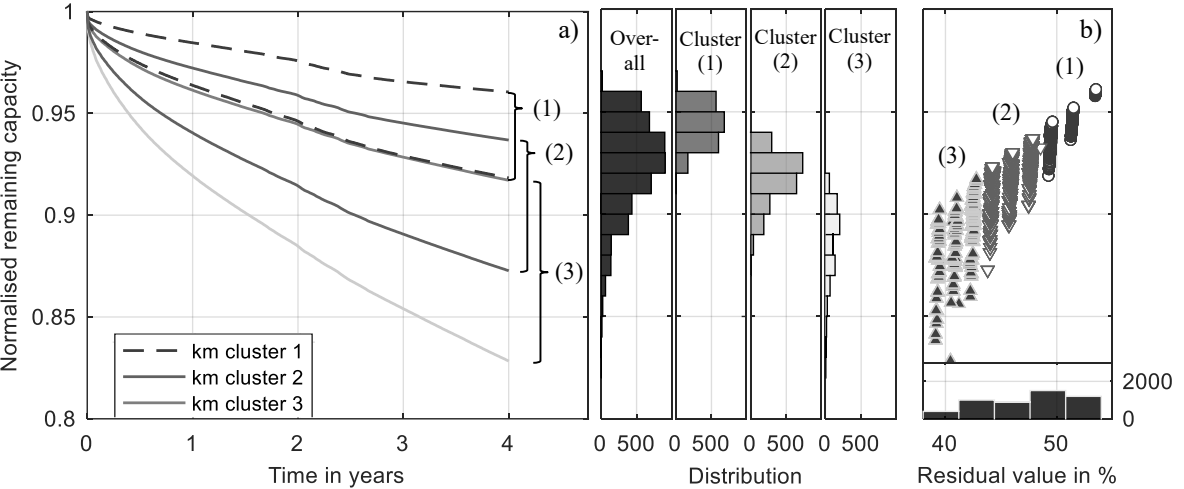 Normalised remaining capacity
1
0.95
0.9
0.85
0.8
a)
(1)
(2)
(3)
km cluster 1
km cluster 2
km cluster 3
0 1 2 3 4
Time in years
Over-
all
Cluster
(1)
Cluster
(2)
Cluster
(3)
0 500 0 500 0 500 0 500
Distribution
b)
(1)
(2)
(3)
2000
0
40 50
Residual value in %